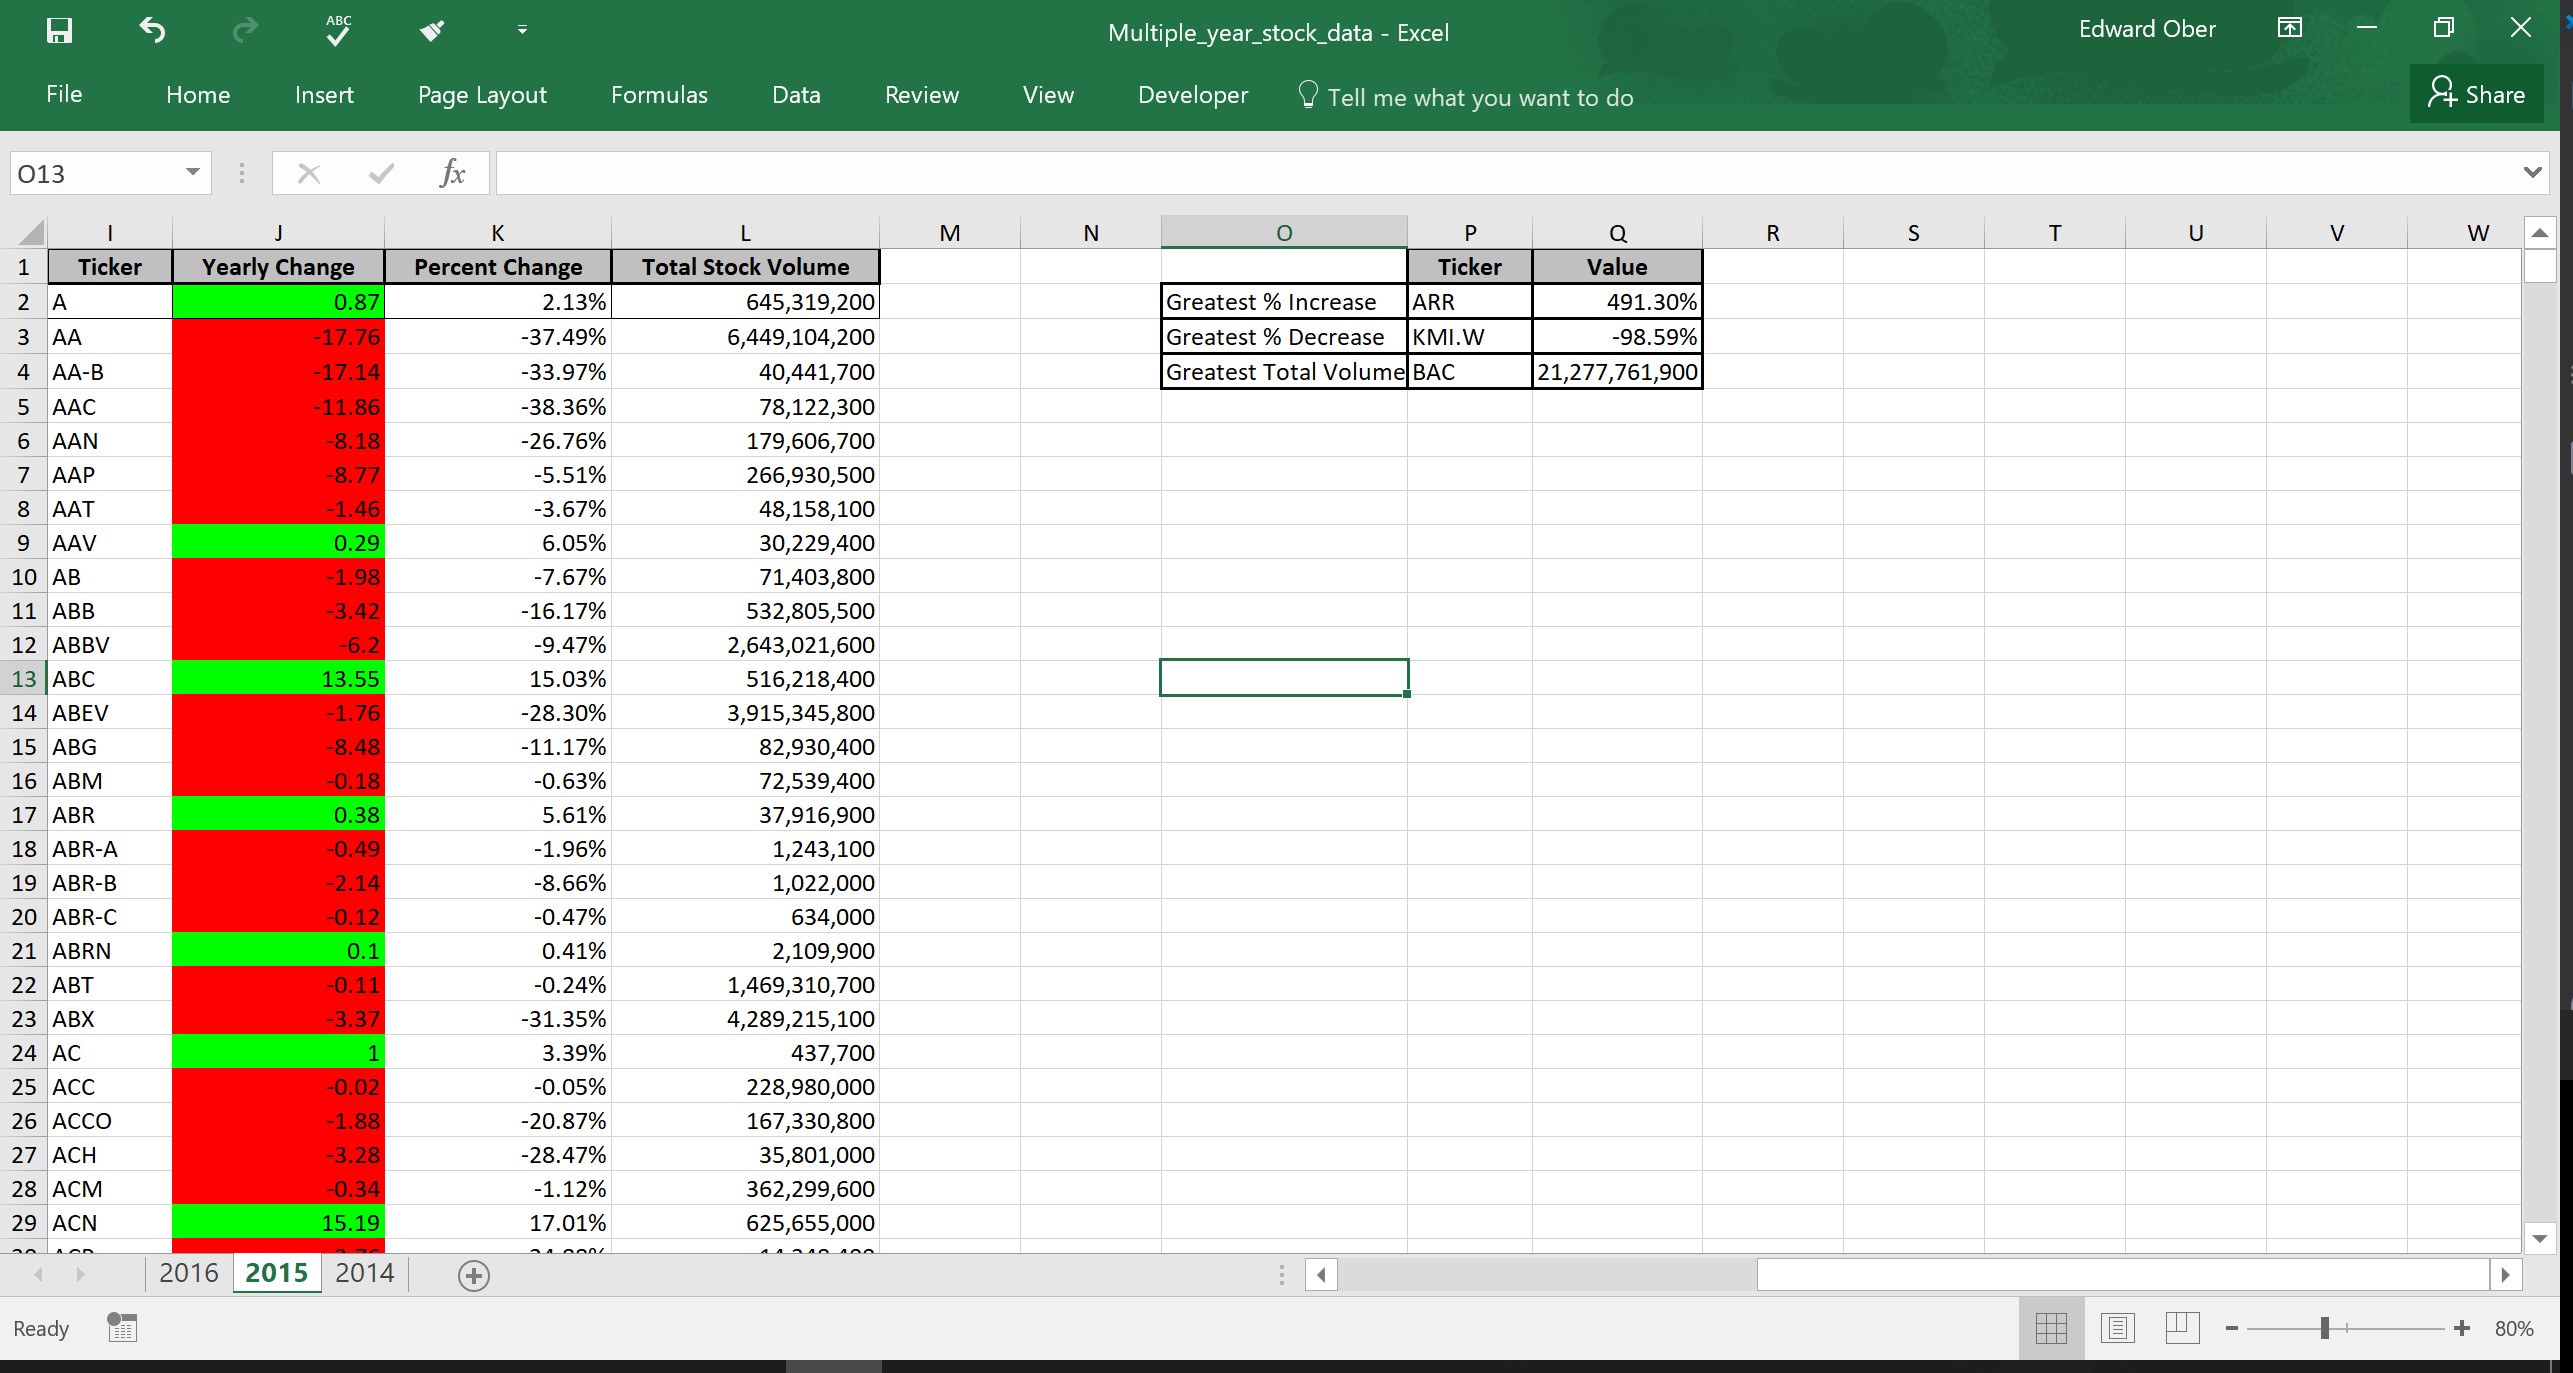 ABC
Multiple_year_stock_data - Excel
Edward Ober
File Home Insert Page Layout Formulas Data Review View Developer Tell me what you want to do Share
O13 fx
I J K L M N O P Q R S T U V W
1 Ticker Yearly Change Percent Change Total Stock Volume Ticker Value
2 A 0.87 2.13% 645,319,200 Greatest % Increase ARR 491.30%
3 AA -17.76 -37.49% 6,449,104,200 Greatest % Decrease KMI.W -98.59%
4 AA-B -17.14 -33.97% 40,441,700 Greatest Total Volume BAC 21,277,761,900
5 AAC -11.86 -38.36% 78,122,300
6 AAN -8.18 -26.76% 179,606,700
7 AAP -8.77 -5.51% 266,930,500
8 AAT -1.46 -3.67% 48,158,100
9 AAV 0.29 6.05% 30,229,400
10 AB -1.98 -7.67% 71,403,800
11 ABB -3.42 -16.17% 532,805,500
12 ABBV -6.2 -9.47% 2,643,021,600
13 ABC 13.55 15.03% 516,218,400
14 ABEV -1.76 -28.30% 3,915,345,800
15 ABG -8.48 -11.17% 82,930,400
16 ABM -0.18 -0.63% 72,539,400
17 ABR 0.38 5.61% 37,916,900
18 ABR-A -0.49 -1.96% 1,243,100
19 ABR-B -2.14 -8.66% 1,022,000
20 ABR-C -0.12 -0.47% 634,000
21 ABRN 0.1 0.41% 2,109,900
22 ABT -0.11 -0.24% 1,469,310,700
23 ABX -3.37 -31.35% 4,289,215,100
24 AC 1 3.39% 437,700
25 ACC -0.02 -0.05% 228,980,000
26 ACCO -1.88 -20.87% 167,330,800
27 ACH -3.28 -28.47% 35,801,000
28 ACM -0.34 -1.12% 362,299,600
29 ACN 15.19 17.01% 625,655,000
2016 2015 2014
Ready 80%